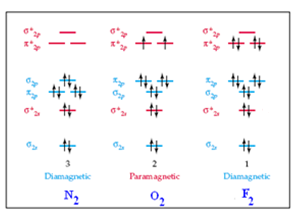 σ*2p σ*2p σ*2p
π*2p π*2p π*2p
σ2p π2p π2p
π2p σ2p σ2p
σ*2s σ*2s σ*2s
σ2s σ2s σ2s
3 2 1
Diamagnetic Paramagnetic Diamagnetic
N2 O2 F2